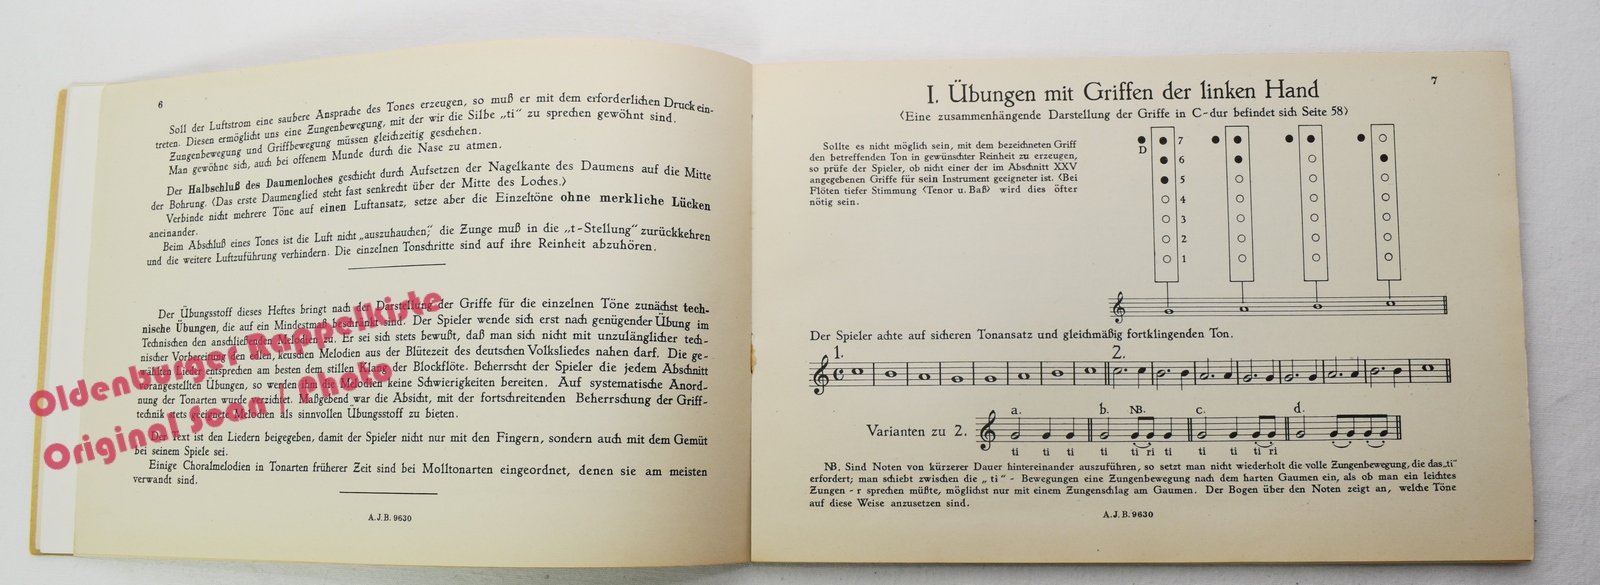 6
Soll der Luftstrom eine saubere Ansprache des Tones erzeugen, so muß er mit dem erforderlichen Druck ein-
treten. Diesen ermöglicht uns eine Zungenbewegung, mit der wir die Silbe „ti“ zu sprechen gewöhnt sind.
Zungenbewegung und Griffbewegung müssen gleichzeitig geschehen.
Man gewöhne sich, auch bei offenem Munde durch die Nase zu atmen.
Der Halbschluß des Daumenloches geschieht durch Aufsetzen der Nagelkante des Daumens auf die Mitte
der Bohrung. (Das erste Daumenglied steht fast senkrecht über der Mitte des Loches.)
Verbinde nicht mehrere Töne auf einen Luftansatz, setze aber die Einzeltöne ohne merkliche Lücken
aneinander.
Beim Abschluß eines Tones ist die Luft nicht „auszuhauchen;“ die Zunge muß in die „t-Stellung“ zurückkehren
und die weitere Luftzuführung verhindern. Die einzelnen Tonschritte sind auf ihre Reinheit abzuhören.
Der Übungsstoff dieses Heftes bringt nach der Darstellung der Griffe für die einzelnen Töne zunächst tech-
nische Übungen, die auf ein Mindestmaß beschränkt sind. Der Spieler wende sich erst nach genügender Übung im
Technischen den anschließenden Melodien zu. Er sei sich stets bewußt, daß man sich nicht mit unzulänglicher tech-
nischer Vorbereitung den edlen, keuschen Melodien aus der Blütezeit des deutschen Volksliedes nahen darf. Die ge-
wählten Lieder entsprechen am besten dem stillen Klang der Blockflöte. Beherrscht der Spieler die jedem Abschnitt
vorangestellten Übungen, so werden ihm die Melodien keine Schwierigkeiten bereiten. Auf systematische Anord-
nung der Tonarten wurde verzichtet. Maßgebend war die Absicht, mit der fortschreitenden Beherrschung der Griff-
technik stets geeignete Melodien als sinnvollen Übungsstoff zu bieten.
Der Text ist den Liedern beigegeben, damit der Spieler nicht nur mit den Fingern, sondern auch mit dem Gemüt
bei seinem Spiele sei.
Einige Choralmelodien in Tonarten früherer Zeit sind bei Molltonarten eingeordnet, denen sie am meisten
verwandt sind.
A.J.B. 9630
Oldenburger Rappelkiste
Original Scan / Photo
7
I. Übungen mit Griffen der linken Hand
(Eine zusammenhängende Darstellung der Griffe in C-dur befindet sich Seite 58)
Sollte es nicht möglich sein, mit dem bezeichneten Griff
den betreffenden Ton in gewünschter Reinheit zu erzeugen,
so prüfe der Spieler, ob nicht einer der im Abschnitt XXV
angegebenen Griffe für sein Instrument geeigneter ist. (Bei
Flöten tiefer Stimmung (Tenor u. Baß) wird dies öfter
nötig sein.
D
7
6
5
4
3
2
1
Der Spieler achte auf sicheren Tonansatz und gleichmäßig fortklingenden Ton.
1. 2.
Varianten zu 2.
a. b. NB. c. d.
ti ti ti ti ri ti ti ti ti ri
NB. Sind Noten von kürzerer Dauer hintereinander auszuführen, so setzt man nicht wiederholt die volle Zungenbewegung, die das „ti“
erfordert; man schiebt zwischen die „ti“ - Bewegungen eine Zungenbewegung nach dem harten Gaumen ein, als ob man ein leichtes
Zungen - r sprechen müßte, möglichst nur mit einem Zungenschlag am Gaumen. Der Bogen über den Noten zeigt an, welche Töne
auf diese Weise anzusetzen sind.
A.J.B. 9630